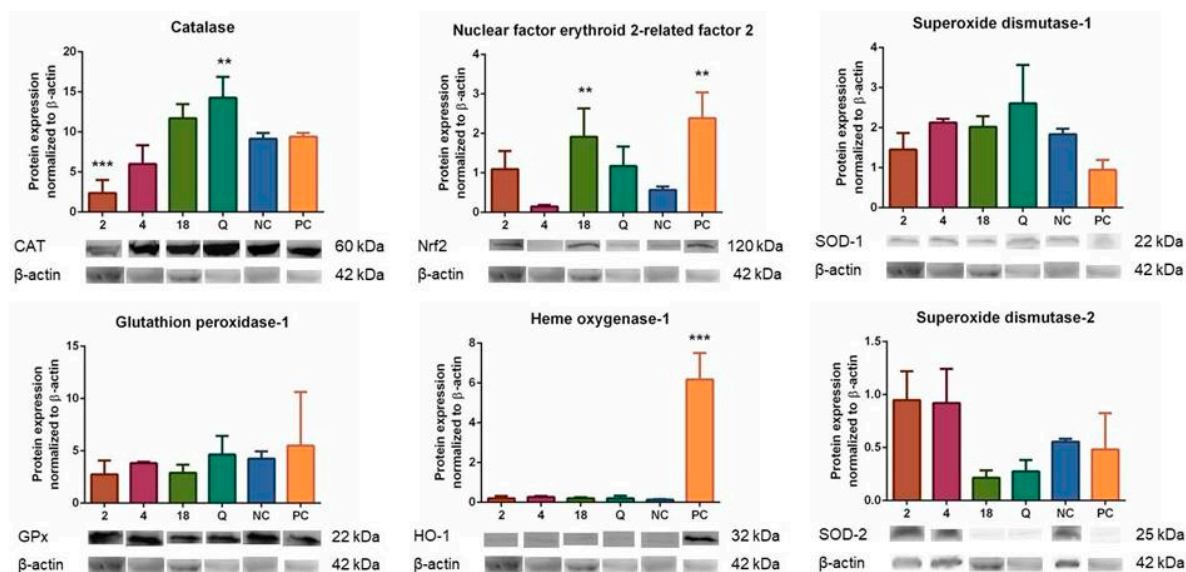 Catalase
Protein expression
normalized to β-actin
20
15
10
5
0
***
**
2 4 18 Q NC PC
CAT 60 kDa
β-actin 42 kDa
Nuclear factor erythroid 2-related factor 2
Protein expression
normalized to β-actin
4
3
2
1
0
**
**
2 4 18 Q NC PC
Nrf2 120 kDa
β-actin 42 kDa
Superoxide dismutase-1
Protein expression
normalized to β-actin
4
3
2
1
0
2 4 18 Q NC PC
SOD-1 22 kDa
β-actin 42 kDa
Glutathion peroxidase-1
Protein expression
normalized to β-actin
15
10
5
0
2 4 18 Q NC PC
GPx 22 kDa
β-actin 42 kDa
Heme oxygenase-1
Protein expression
normalized to β-actin
8
6
4
2
0
***
2 4 18 Q NC PC
HO-1 32 kDa
β-actin 42 kDa
Superoxide dismutase-2
Protein expression
normalized to β-actin
1.5
1.0
0.5
0.0
2 4 18 Q NC PC
SOD-2 25 kDa
β-actin 42 kDa